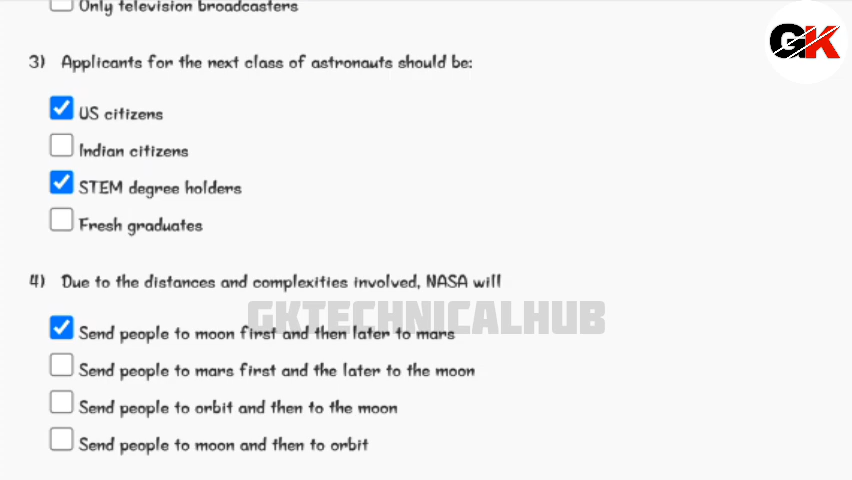 Only television broadcasters
GK
3) Applicants for the next class of astronauts should be:
US citizens
Indian citizens
STEM degree holders
Fresh graduates
4) Due to the distances and complexities involved, NASA will
GKTECHNICALHUB
Send people to moon first and then later to mars
Send people to mars first and the later to the moon
Send people to orbit and then to the moon
Send people to moon and then to orbit